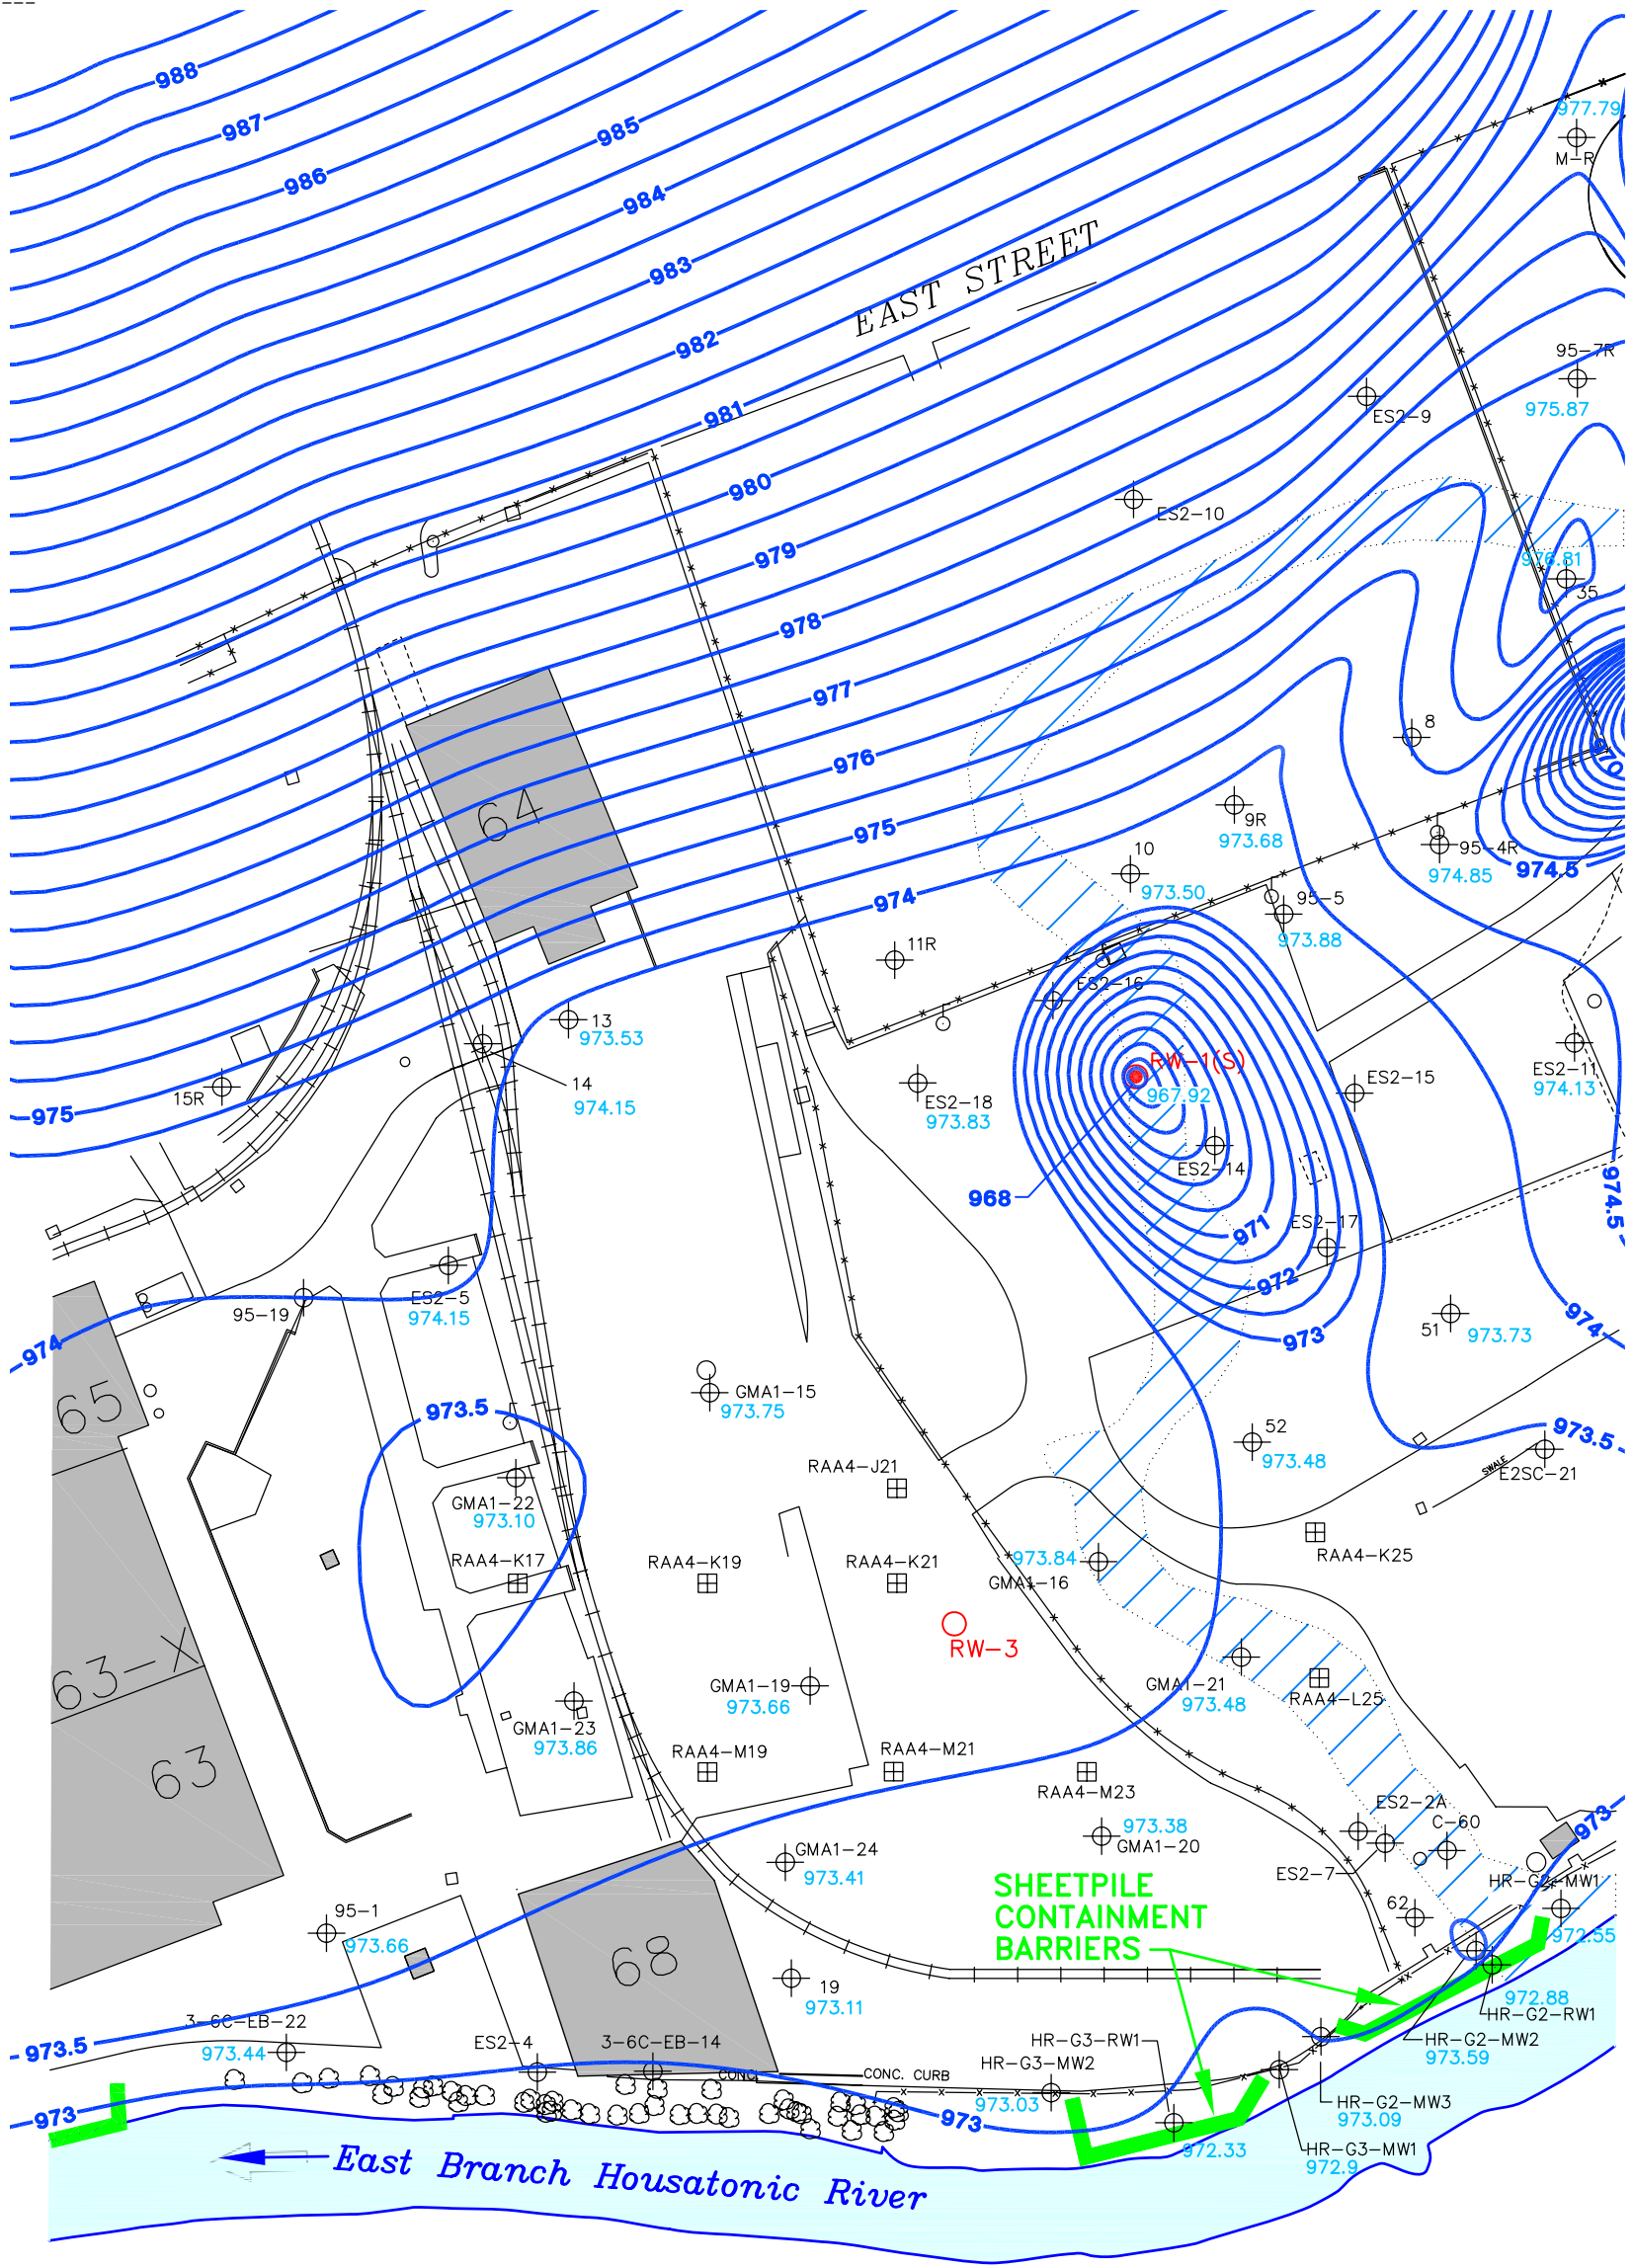 988
987
986
985
984
983
982
981
980
979
978
977
976
975
974
EAST STREET
977.79
M-R
95-7R
975.87
ES2-9
ES2-10
976.81
35
8
970
9R
973.68
10
973.50
95-4R
974.85
974.5
95-5
973.88
64
11R
ES2-16
13
973.53
14
974.15
15R
975
ES2-18
973.83
RW-1(S)
967.92
ES2-15
ES2-11
974.13
ES2-14
968
971
ES2-17
972
973
974.5
974
51
973.73
95-19
ES2-5
974.15
974
65
973.5
GMA1-15
973.75
52
973.48
973.5
SWALE
E2SC-21
RAA4-J21
GMA1-22
973.10
RAA4-K17
RAA4-K19
RAA4-K21
973.84
GMA1-16
RAA4-K25
RW-3
63-X
GMA1-19
973.66
GMA1-21
973.48
RAA4-L25
GMA1-23
973.86
63
RAA4-M19
RAA4-M21
RAA4-M23
973.38
GMA1-20
ES2-2A
C-60
973
GMA1-24
973.41
ES2-7
HR-G2-MW1
972.55
SHEETPILE
CONTAINMENT
BARRIERS
62
95-1
973.66
68
19
973.11
972.88
HR-G2-RW1
HR-G2-MW2
973.59
3-6C-EB-22
973.44
973.5
ES2-4
3-6C-EB-14
CONC.
CONC. CURB
HR-G3-RW1
HR-G3-MW2
973.03
HR-G2-MW3
973.09
973
973
972.33
HR-G3-MW1
972.9
East Branch Housatonic River